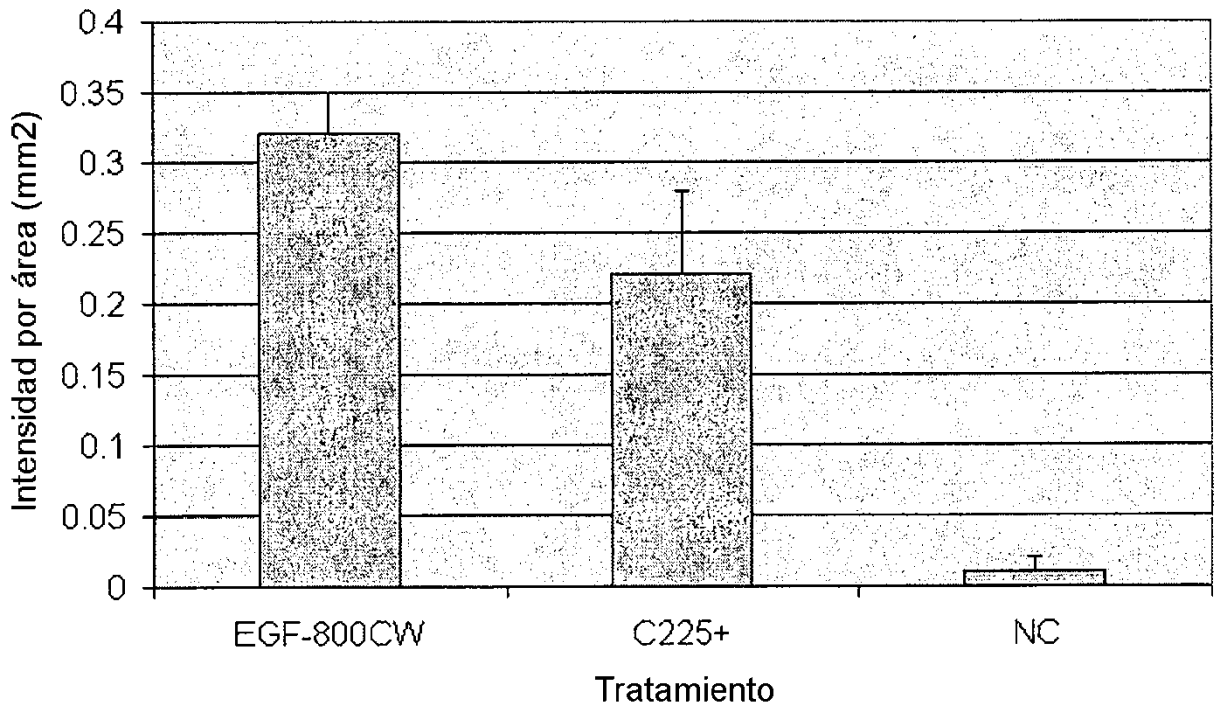 Intensidad por área (mm2)
0.4
0.35
0.3
0.25
0.2
0.15
0.1
0.05
0
EGF-800CW
C225+
NC
Tratamiento